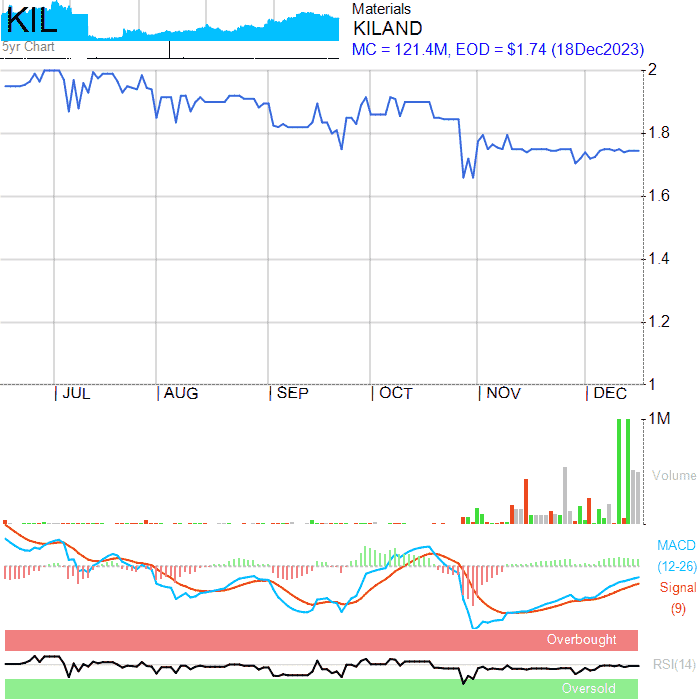 KIL
5yr Chart
Materials
KILAND
MC = 121.4M, EOD = $1.74 (18Dec2023)
2
1.8
1.6
1.4
1.2
1
JUL AUG SEP OCT NOV DEC
1M
Volume
MACD
(12-26)
Signal
(9)
Overbought
RSI(14)
Oversold